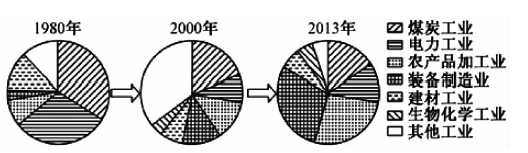 1980年
2000年
2013年
煤炭工业
电力工业
农产品加工业
装备制造业
建材工业
生物化学工业
其他工业